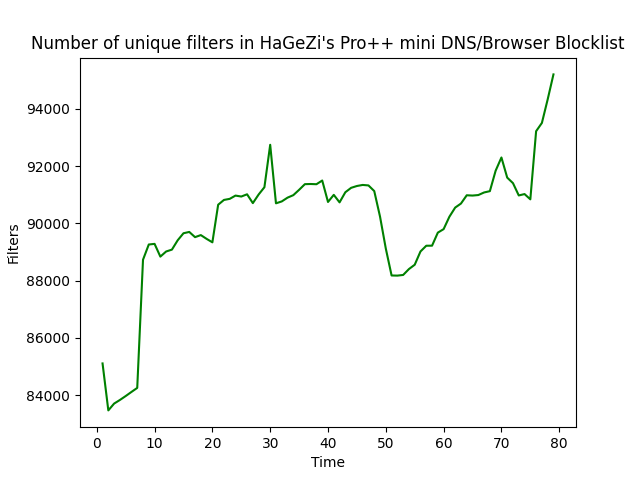 Number of unique filters in HaGeZi's Pro++ mini DNS/Browser Blocklist
94000
92000
90000
88000
86000
84000
Filters
0 10 20 30 40 50 60 70 80
Time